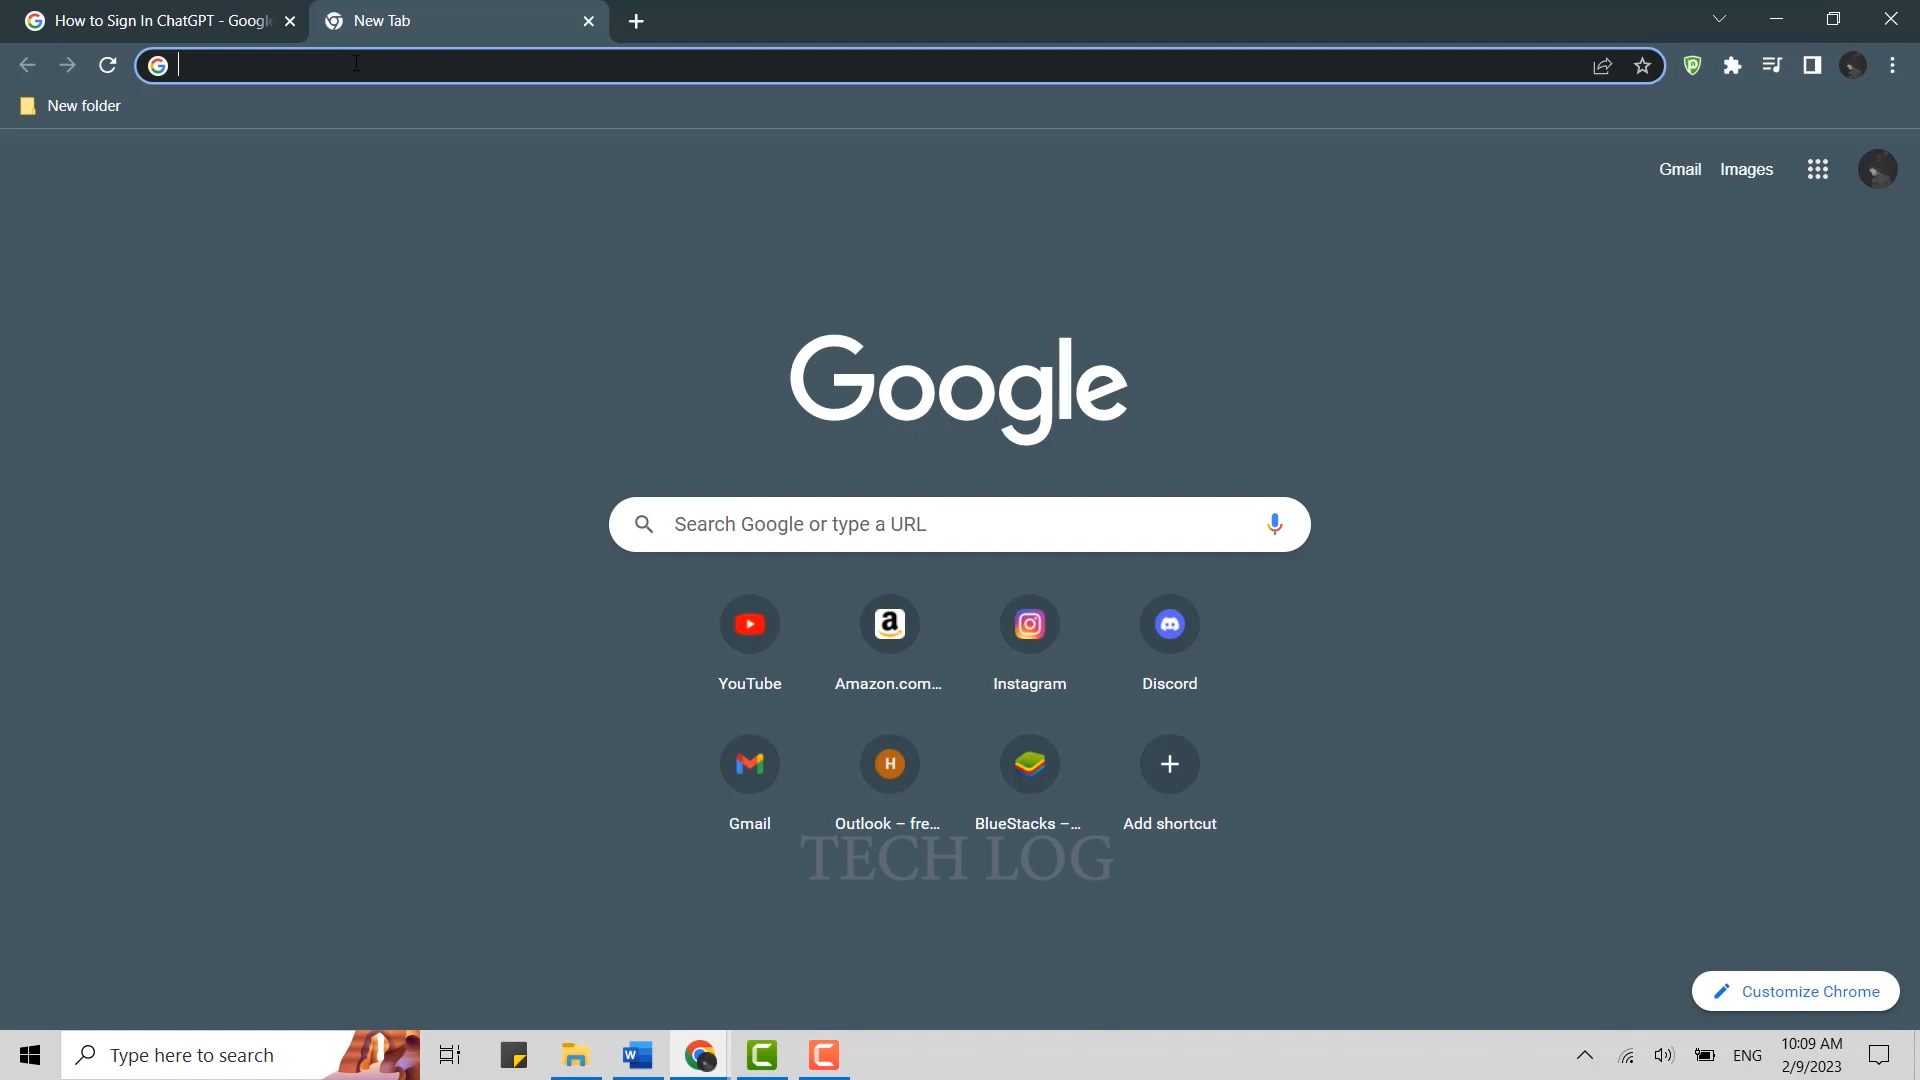 How to Sign In ChatGPT - Google
New Tab
New folder
Gmail Images
Google
Search Google or type a URL
YouTube Amazon.com... Instagram Discord
H
Gmail Outlook – fre... BlueStacks –... Add shortcut
TECH LOG
Customize Chrome
Type here to search
ENG
10:09 AM
2/9/2023